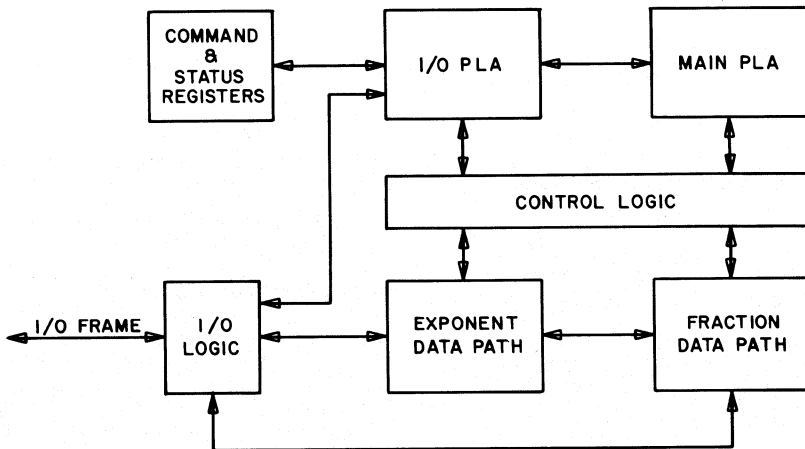 COMMAND
&
STATUS
REGISTERS
I/O PLA
MAIN PLA
CONTROL LOGIC
I/O FRAME
I/O
LOGIC
EXPONENT
DATA PATH
FRACTION
DATA PATH